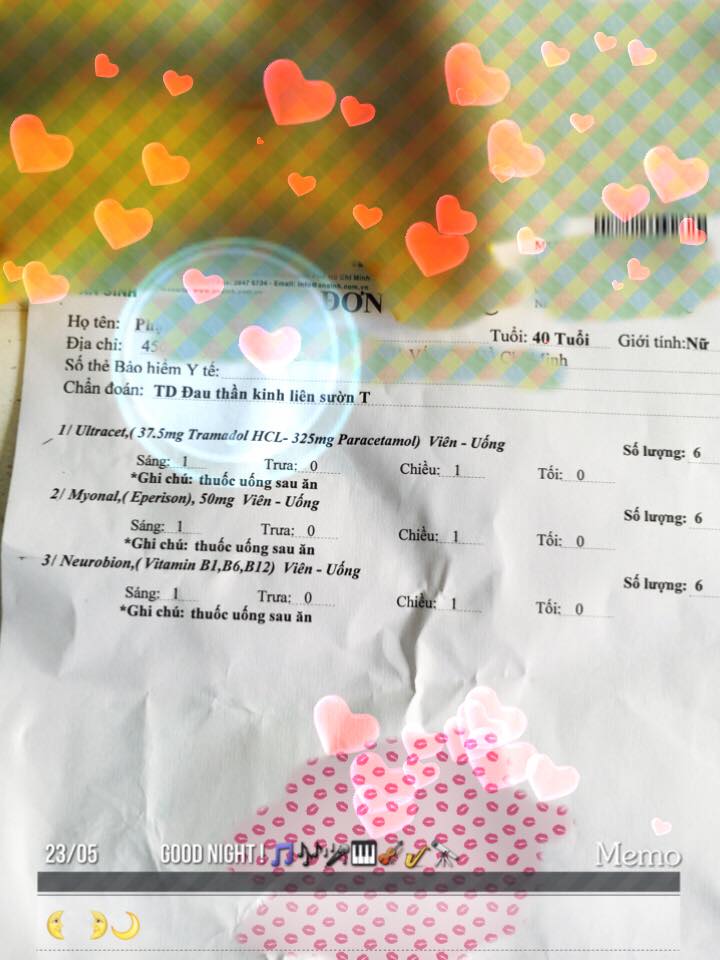 AN SINH
3847 6734 - Email: info@ansinh.com.vn
ĐƠN
Họ tên:
Tuổi: 40 Tuổi Giới tính:Nữ
Địa chỉ: 45
Số thẻ Bảo hiểm Y tế:
Chẩn đoán: TD Đau thần kinh liên sườn T
1/ Ultracet,( 37.5mg Tramadol HCL- 325mg Paracetamol) Viên - Uống Số lượng: 6
Sáng: 1 Trưa: 0 Chiều: 1 Tối: 0
*Ghi chú: thuốc uống sau ăn
2/ Myonal,( Eperison), 50mg Viên - Uống Số lượng: 6
Sáng: 1 Trưa: 0 Chiều: 1 Tối: 0
*Ghi chú: thuốc uống sau ăn
3/ Neurobion,( Vitamin B1,B6,B12) Viên - Uống Số lượng: 6
Sáng: 1 Trưa: 0 Chiều: 1 Tối: 0
*Ghi chú: thuốc uống sau ăn
23/05 GOOD NIGHT ! Memo